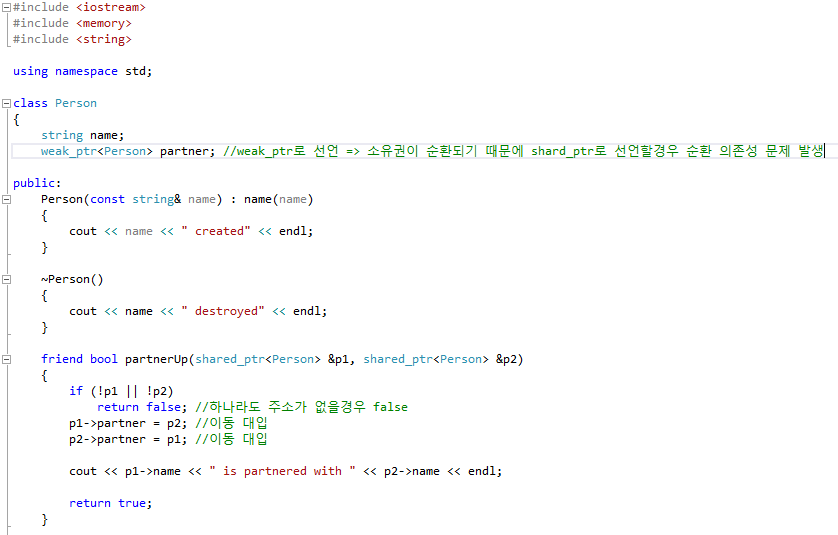 #include <iostream>
#include <memory>
#include <string>
using namespace std;
class Person
{
string name;
weak_ptr<Person> partner; //weak_ptr로 선언 => 소유권이 순환되기 때문에 shard_ptr로 선언할경우 순환 의존성 문제 발생
public:
Person(const string& name) : name(name)
{
cout << name << " created" << endl;
}
~Person()
{
cout << name << " destroyed" << endl;
}
friend bool partnerUp(shared_ptr<Person> &p1, shared_ptr<Person> &p2)
{
if (!p1 || !p2)
return false; //하나라도 주소가 없을경우 false
p1->partner = p2; //이동 대입
p2->partner = p1; //이동 대입
cout << p1->name << " is partnered with " << p2->name << endl;
return true;
}